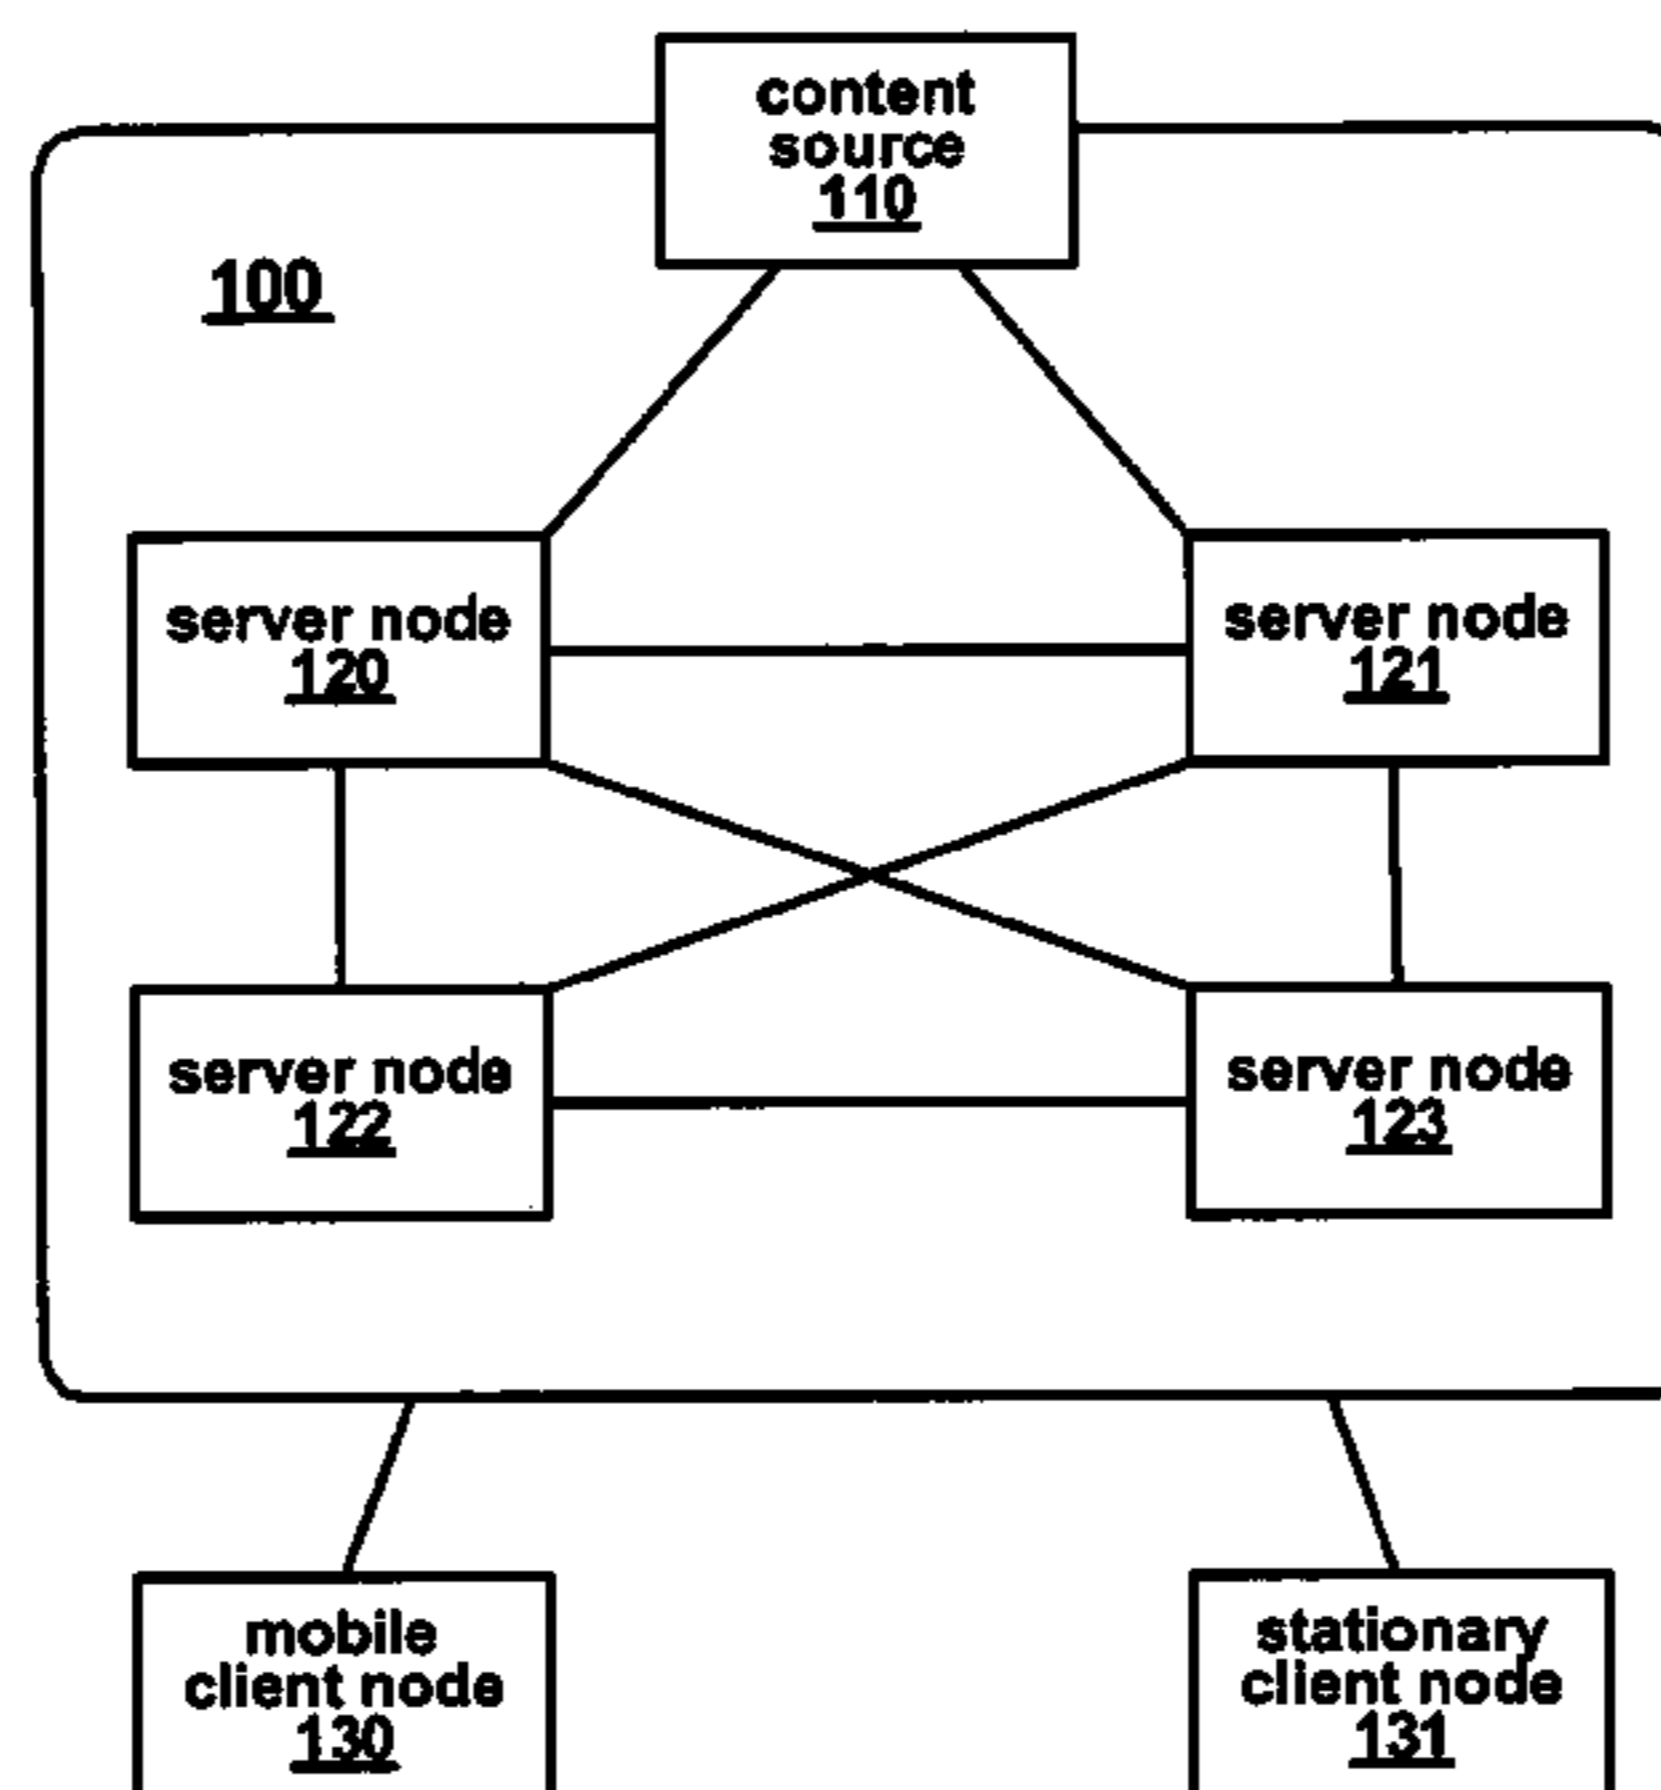 content
source
110
100
server node
120
server node
121
server node
122
server node
123
mobile
client node
130
stationary
client node
131